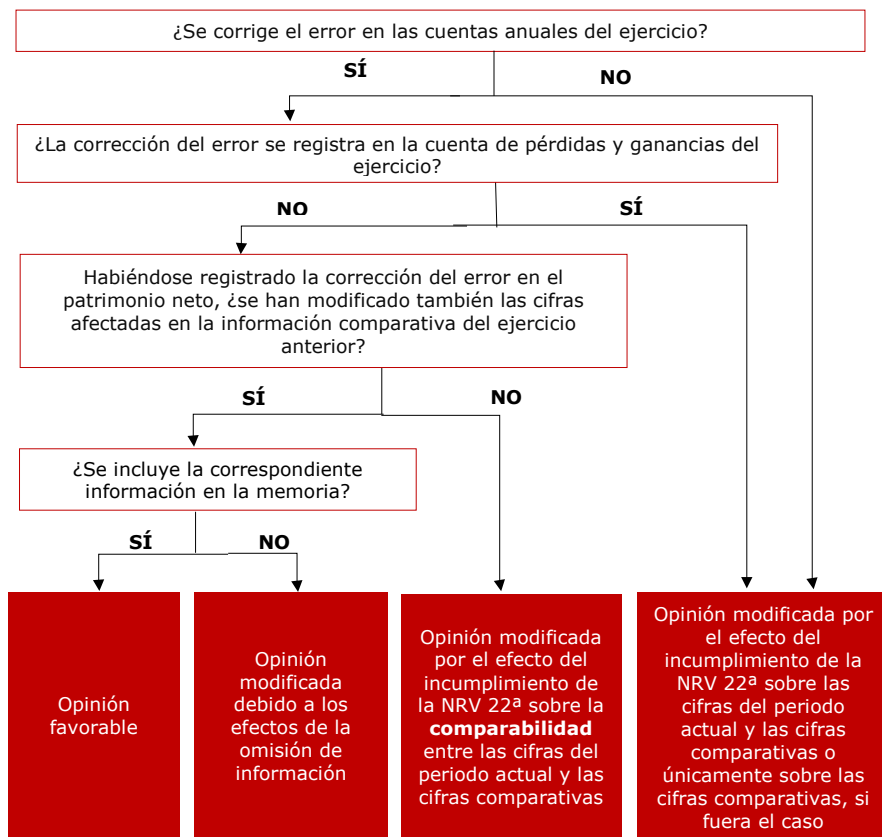 ¿Se corrige el error en las cuentas anuales del ejercicio?
SÍ
NO
¿La corrección del error se registra en la cuenta de pérdidas y ganancias del
ejercicio?
NO
SÍ
Habiéndose registrado la corrección del error en el
patrimonio neto, ¿se han modificado también las cifras
afectadas en la información comparativa del ejercicio
anterior?
SÍ
NO
¿Se incluye la correspondiente
información en la memoria?
SÍ
NO
Opinión
favorable
Opinión
modificada
debido a los
efectos de la
omisión de
información
Opinión modificada
por el efecto del
incumplimiento de
la NRV 22ª sobre la
comparabilidad
entre las cifras del
periodo actual y las
cifras comparativas
Opinión modificada por
el efecto del
incumplimiento de la
NRV 22ª sobre las
cifras del periodo
actual y las cifras
comparativas o
únicamente sobre las
cifras comparativas, si
fuera el caso